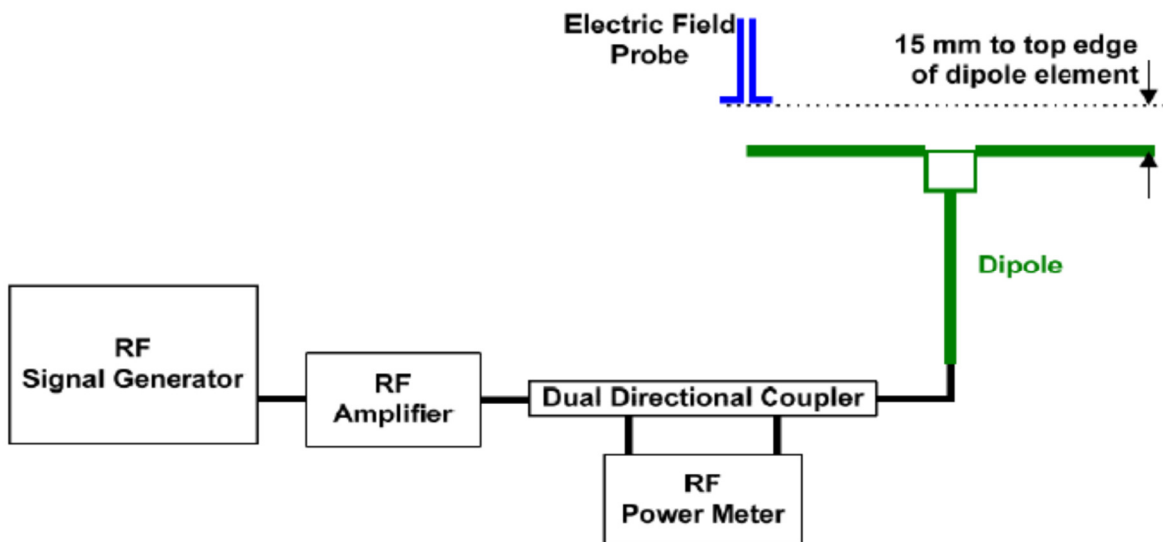 Electric Field
Probe
15 mm to top edge
of dipole element
Dipole
RF
Signal Generator
RF
Amplifier
Dual Directional Coupler
RF
Power Meter